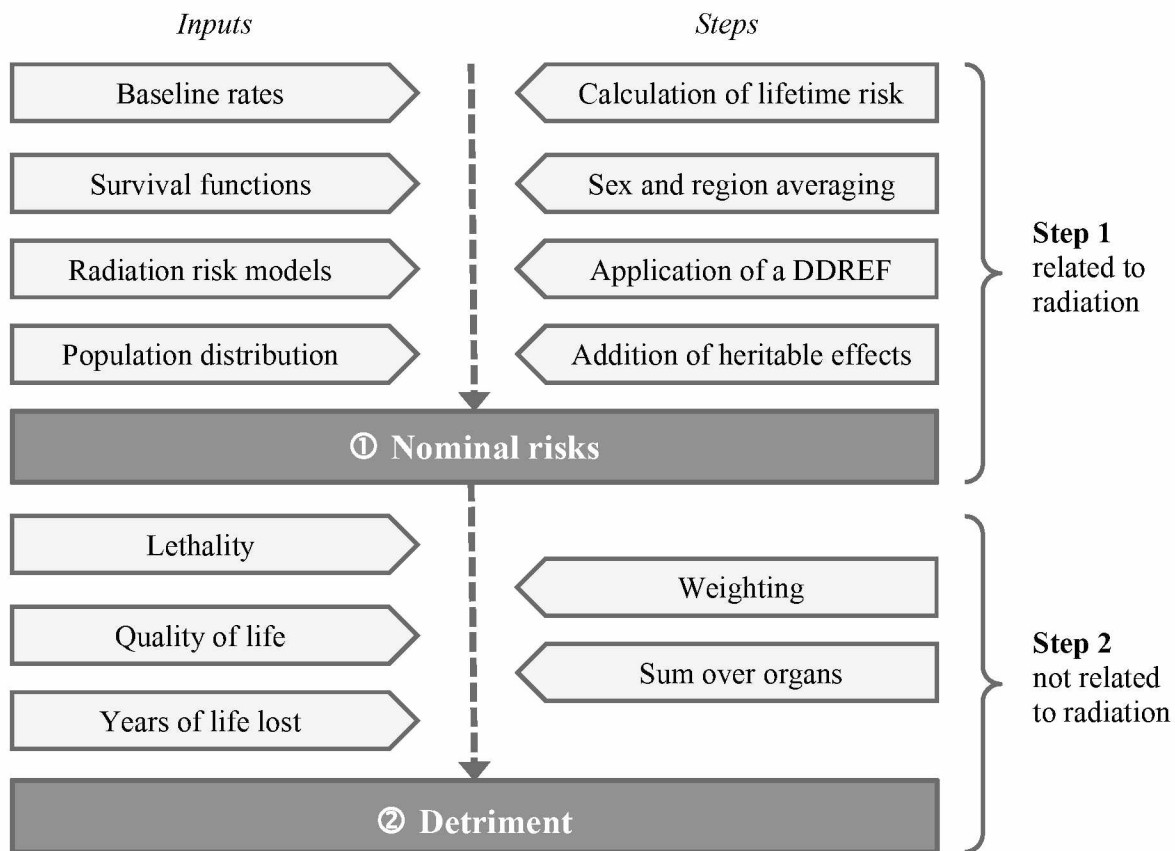 Inputs
Steps
Baseline rates
Calculation of lifetime risk
Survival functions
Sex and region averaging
Radiation risk models
Application of a DDREF
Population distribution
Addition of heritable effects
Step 1
related to
radiation
① Nominal risks
Lethality
Weighting
Quality of life
Sum over organs
Years of life lost
Step 2
not related
to radiation
② Detriment